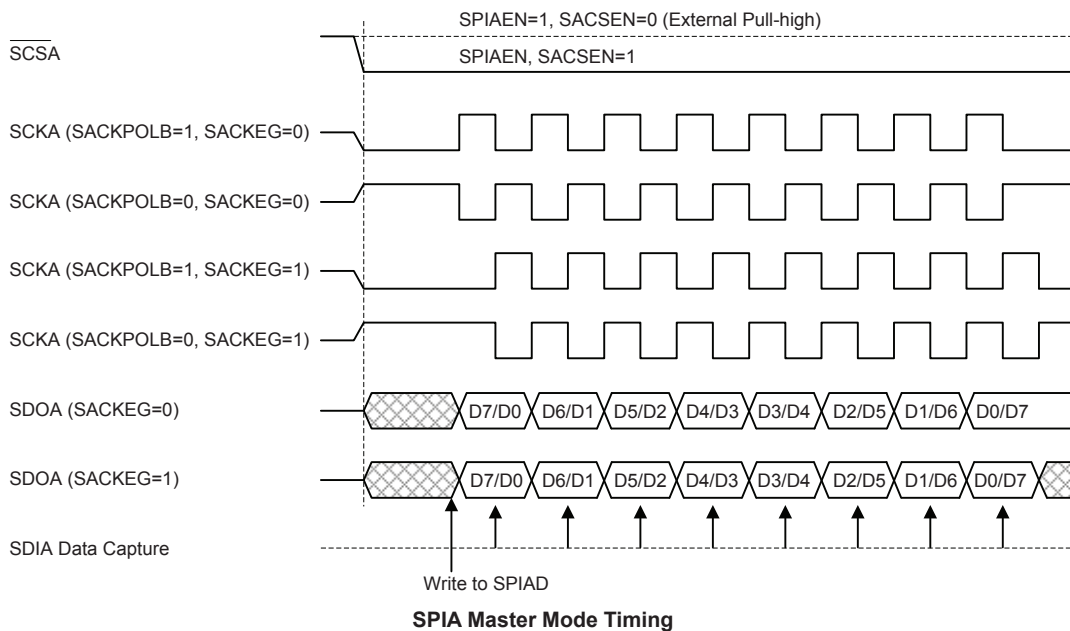 SPIAEN=1, SACSEN=0 (External Pull-high)
SCSA
SPIAEN, SACSEN=1
SCKA (SACKPOLB=1, SACKEG=0)
SCKA (SACKPOLB=0, SACKEG=0)
SCKA (SACKPOLB=1, SACKEG=1)
SCKA (SACKPOLB=0, SACKEG=1)
SDOA (SACKEG=0) D7/D0 D6/D1 D5/D2 D4/D3 D3/D4 D2/D5 D1/D6 D0/D7
SDOA (SACKEG=1) D7/D0 D6/D1 D5/D2 D4/D3 D3/D4 D2/D5 D1/D6 D0/D7
SDIA Data Capture
Write to SPIAD
SPIA Master Mode Timing